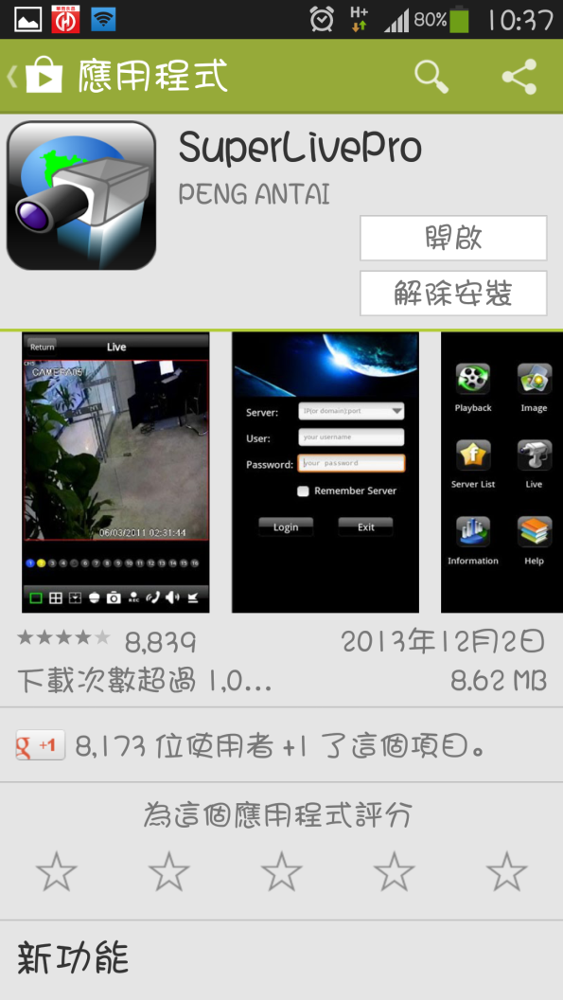 H+ 80% 10:37
應用程式
SuperLivePro
PENG ANTAI
開啟
解除安裝
Return Live
CAMERA05
06/03/2011 02:31:44
1 2 3 4 5 6 7 8 9 10 11 12 13 14 15 16
REC
Server: IP(or domain):port
User: your username
Password: your password
Remember Server
Login Exit
Playback Image
Server List Live
Information Help
8,839 2013年12月2日
下載次數超過 1,0... 8.62 MB
g +1 8,173 位使用者 +1 了這個項目。
為這個應用程式評分
新功能